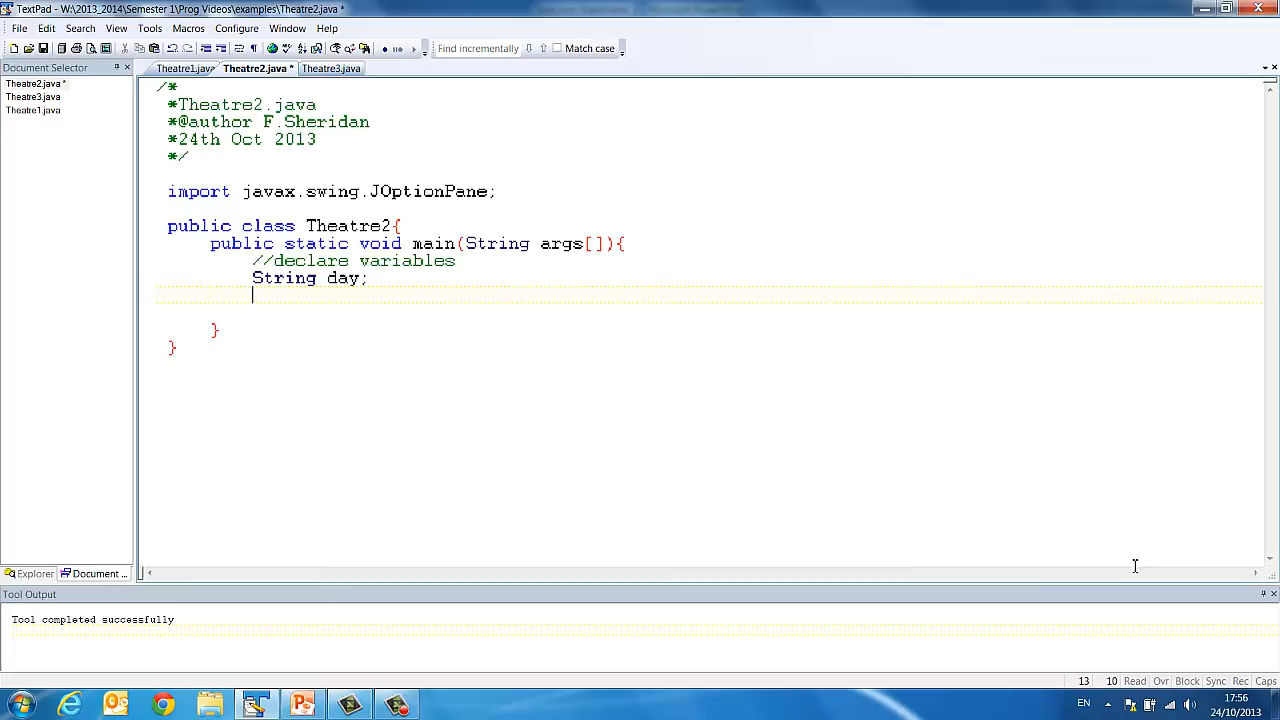 TextPad - W:\2013_2014\Semester 1\Prog Videos\examples\Theatre2.java *
File Edit Search View Tools Macros Configure Window Help
Find incrementally Match case
Document Selector
Theatre1.java Theatre2.java * Theatre3.java
Theatre2.java *
Theatre3.java
Theatre1.java
/*
*Theatre2.java
*@author F.Sheridan
*24th Oct 2013
*/
import javax.swing.JOptionPane;
public class Theatre2{
public static void main(String args[]){
//declare variables
String day;
}
}
Explorer Document ...
Tool Output
Tool completed successfully
13 10 Read Ovr Block Sync Rec Caps
EN 17:56
24/10/2013